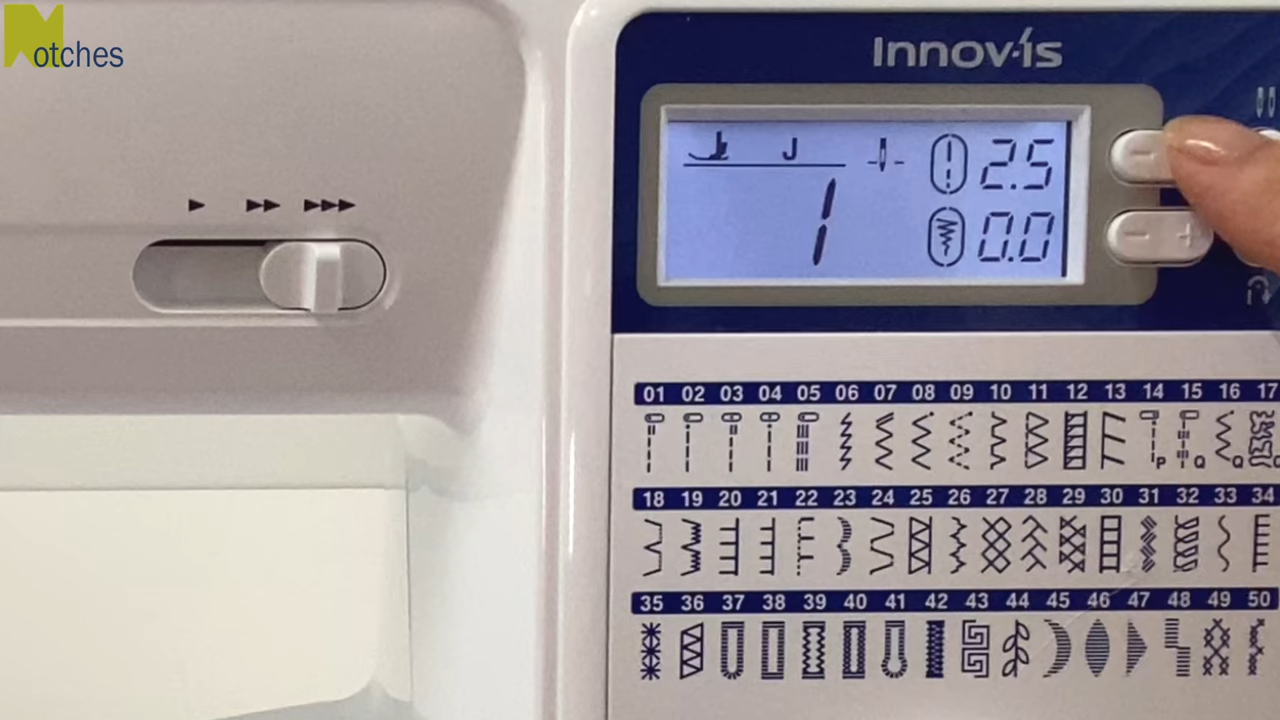 Notches
Innov-ís
J
2.5
1
0.0
- +
01 02 03 04 05 06 07 08 09 10 11 12 13 14 15 16 17
P Q Q
18 19 20 21 22 23 24 25 26 27 28 29 30 31 32 33 34
35 36 37 38 39 40 41 42 43 44 45 46 47 48 49 50